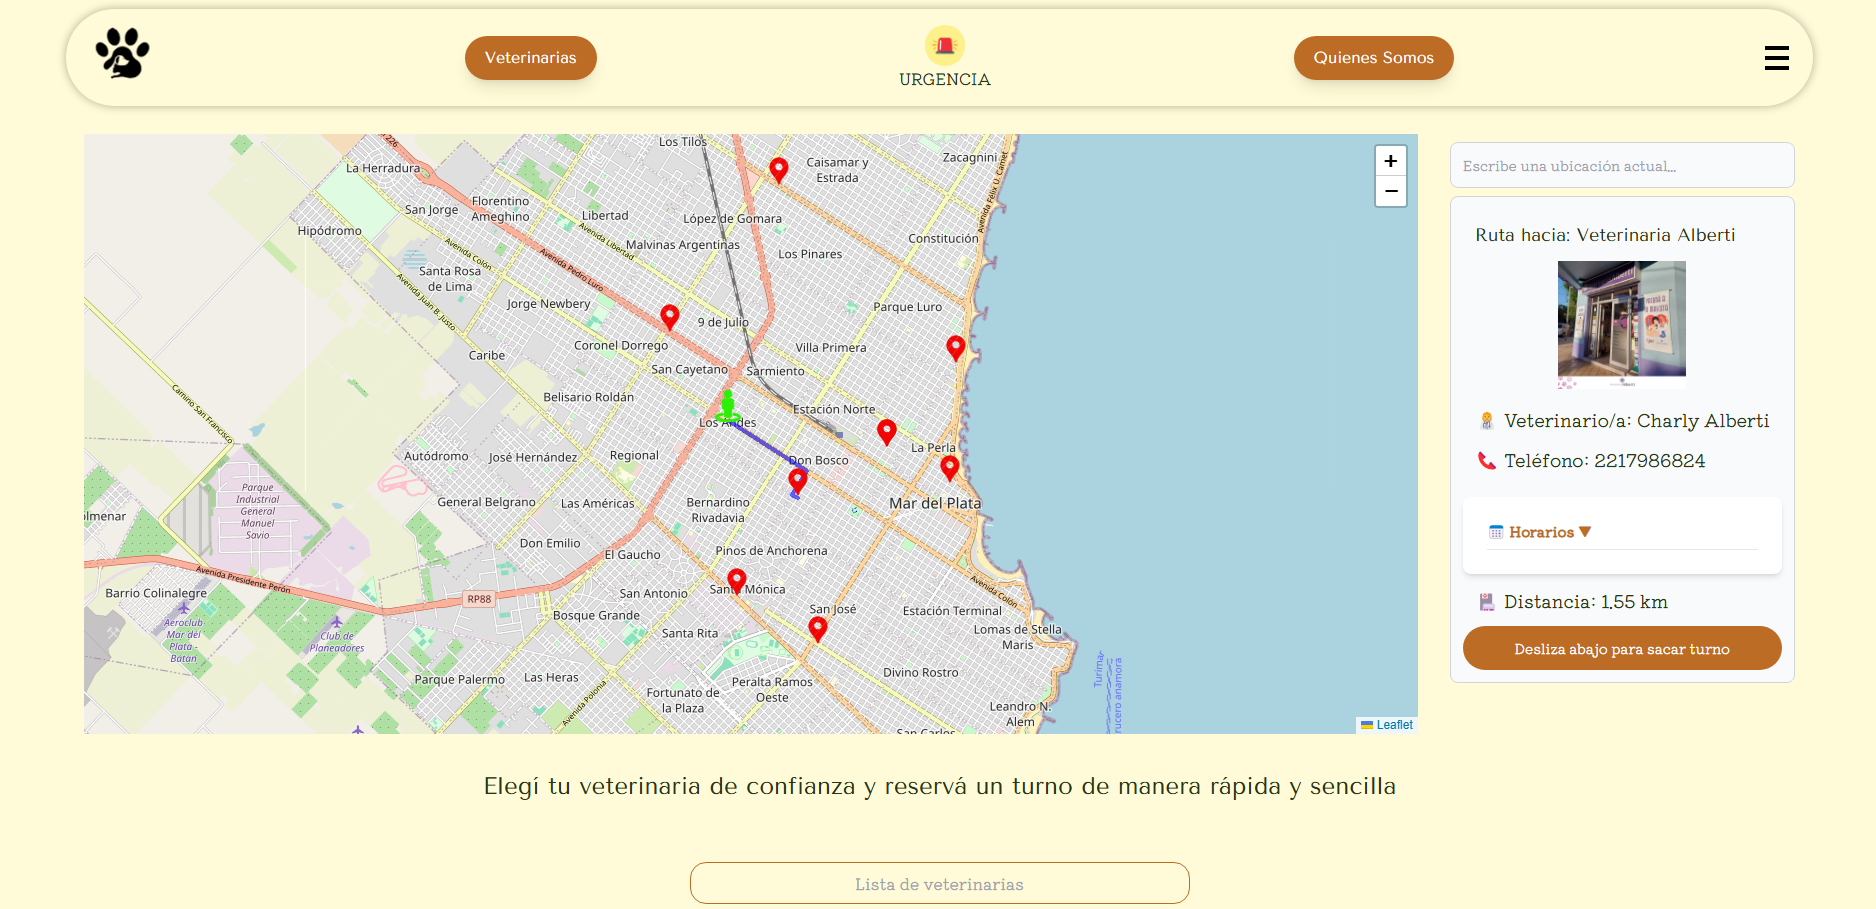 Veterinarias
URGENCIA
Quienes Somos
226
Los Tilos
Caisamar y
Estrada
Zacagnini
La Herradura
Avenida Félix U. Camet
Florentino
Ameghino
San Jorge
Libertad
López de Gomara
Hipódromo
Avenida Libertad
Malvinas Argentinas
Constitución
Avenida Colón
Los Pinares
Avenida Pedro Luro
Santa Rosa
de Lima
Avenida Juan B. Justo
Jorge Newbery
Parque Luro
9 de Julio
Coronel Dorrego
Villa Primera
Caribe
San Cayetano
Sarmiento
Camino San Francisco
Belisario Roldán
Estación Norte
Los Andes
La Perla
Autódromo
José Hernández
Regional
Don Bosco
Parque
Industrial
General
Manuel
Savio
General Belgrano
Las Américas
Bernardino
Rivadavia
Mar del Plata
olmenar
Don Emilio
El Gaucho
Pinos de Anchorena
Avenida Presidente Perón
Avenida Colón
Barrio Colinalegre
RP88
San Antonio
Santa Mónica
Bosque Grande
San José
Estación Terminal
Aeroclub
Mar del
Plata -
Batan
Club de
Planeadores
Santa Rita
Lomas de Stella
Maris
Divino Rostro
Turimar
Crucero anamora
Parque Palermo
Las Heras
Peralta Ramos
Oeste
Avenida Polonia
Fortunato de
la Plaza
Leandro N.
Alem
San Carlos
+
−
Leaflet
Escribe una ubicación actual...
Ruta hacia: Veterinaria Alberti
Veterinario/a: Charly Alberti
Teléfono: 2217986824
Horarios ▼
Distancia: 1,55 km
Desliza abajo para sacar turno
Elegí tu veterinaria de confianza y reservá un turno de manera rápida y sencilla
Lista de veterinarias